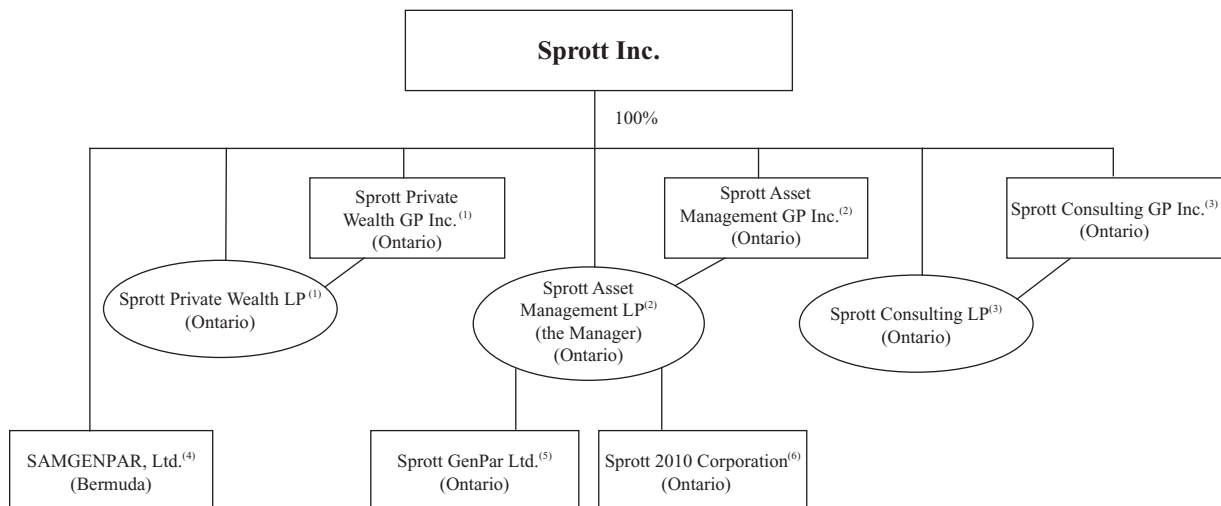 Sprott Inc.
100%
Sprott Private
Wealth GP Inc.(1)
(Ontario)
Sprott Asset
Management GP Inc.(2)
(Ontario)
Sprott Consulting GP Inc.(3)
(Ontario)
Sprott Private Wealth LP(1)
(Ontario)
Sprott Asset
Management LP(2)
(the Manager)
(Ontario)
Sprott Consulting LP(3)
(Ontario)
SAMGENPAR, Ltd.(4)
(Bermuda)
Sprott GenPar Ltd.(5)
(Ontario)
Sprott 2010 Corporation(6)
(Ontario)